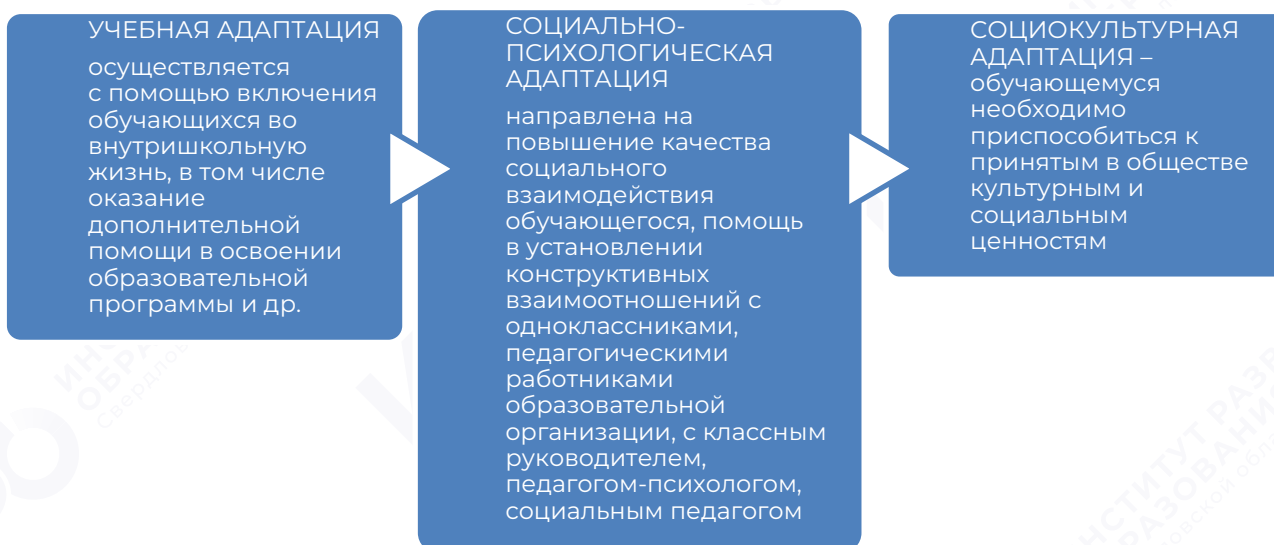 УЧЕБНАЯ АДАПТАЦИЯ
осуществляется
с помощью включения
обучающихся во
внутришкольную
жизнь, в том числе
оказание
дополнительной
помощи в освоении
образовательной
программы и др.
СОЦИАЛЬНО-
ПСИХОЛОГИЧЕСКАЯ
АДАПТАЦИЯ
направлена на
повышение качества
социального
взаимодействия
обучающегося, помощь
в установлении
конструктивных
взаимоотношений с
одноклассниками,
педагогическими
работниками
образовательной
организации, с классным
руководителем,
педагогом-психологом,
социальным педагогом
СОЦИОКУЛЬТУРНАЯ
АДАПТАЦИЯ –
обучающемуся
необходимо
приспособиться к
принятым в обществе
культурным и
социальным
ценностям